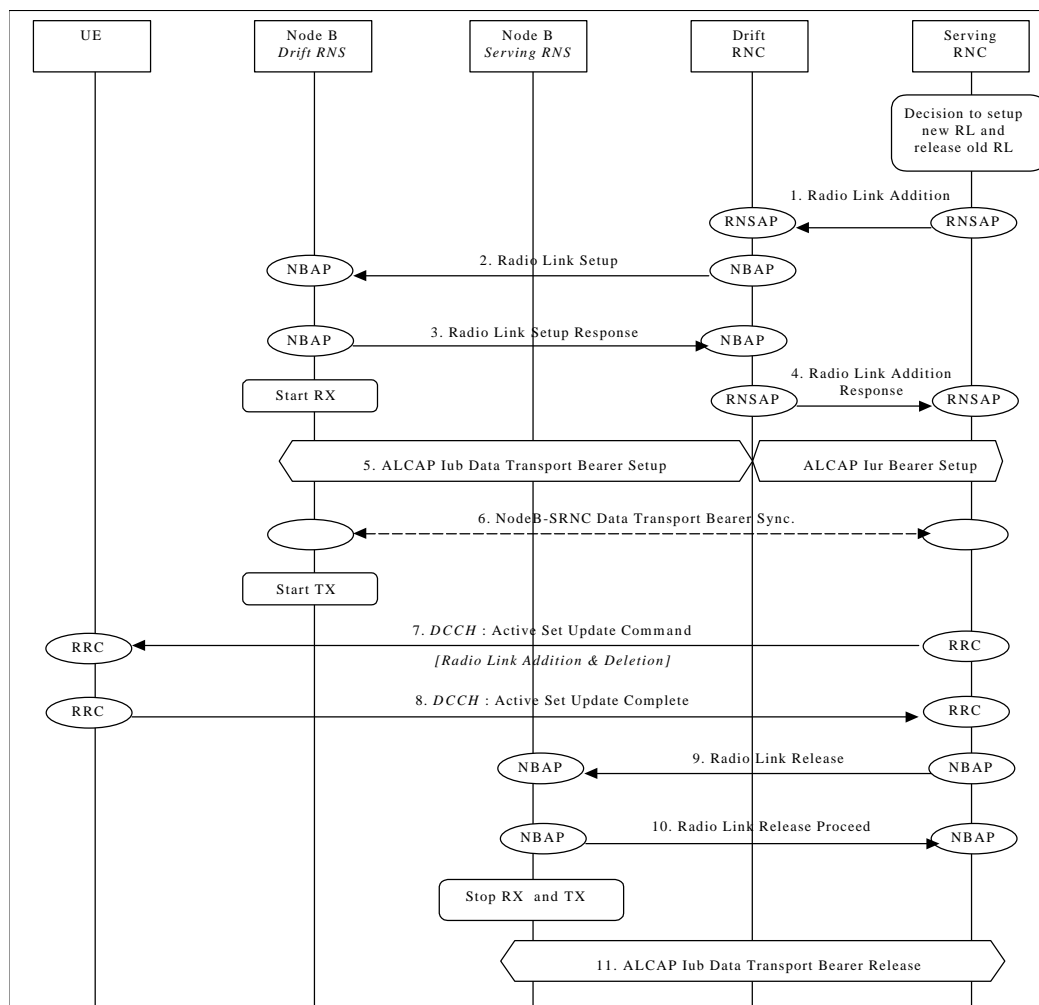 UE
Node B
Drift RNS
Node B
Serving RNS
Drift
RNC
Serving
RNC
Decision to setup
new RL and
release old RL
1. Radio Link Addition
RNSAP
RNSAP
2. Radio Link Setup
NBAP
NBAP
3. Radio Link Setup Response
NBAP
NBAP
4. Radio Link Addition
Response
Start RX
RNSAP
RNSAP
5. ALCAP Iub Data Transport Bearer Setup
ALCAP Iur Bearer Setup
6. NodeB-SRNC Data Transport Bearer Sync.
Start TX
7. DCCH : Active Set Update Command
RRC
RRC
[Radio Link Addition & Deletion]
8. DCCH : Active Set Update Complete
RRC
RRC
9. Radio Link Release
NBAP
NBAP
10. Radio Link Release Proceed
NBAP
NBAP
Stop RX and TX
11. ALCAP Iub Data Transport Bearer Release